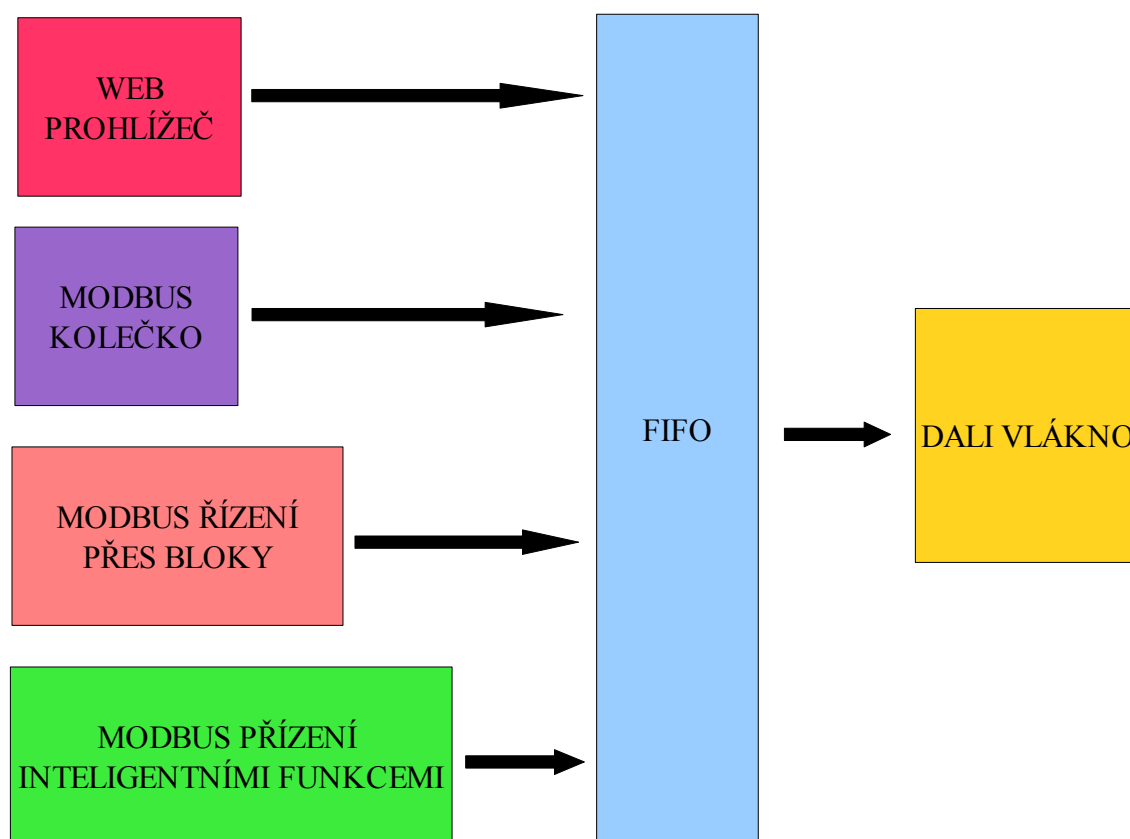 WEB
PROHLÍŽEČ
MODBUS
KOLEČKO
MODBUS ŘÍZENÍ
PŘES BLOKY
MODBUS PŘÍZENÍ
INTELIGENTNÍMI FUNKCEMI
FIFO
DALI VLÁKNO